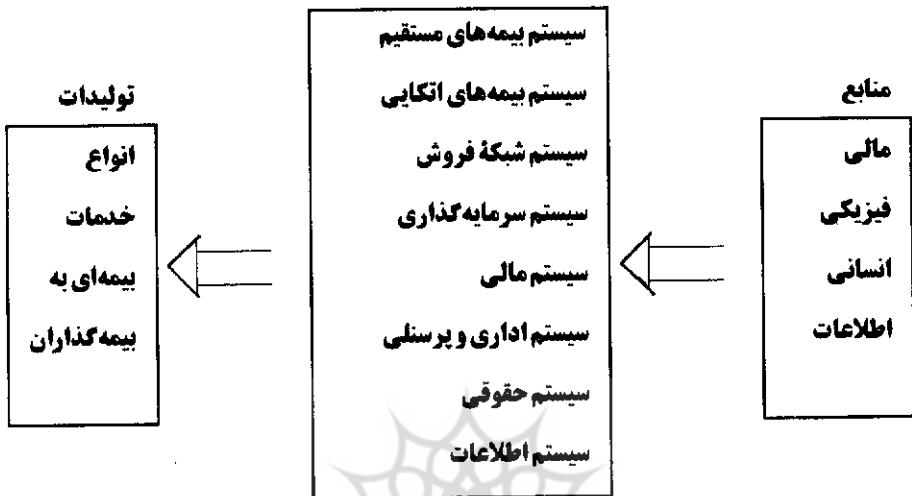 منابع
مالی
فیزیکی
انسانی
اطلاعات
سیستم بیمه‌های مستقیم
سیستم بیمه‌های اتکایی
سیستم شبکهٔ فروش
سیستم سرمایه‌گذاری
سیستم مالی
سیستم اداری و پرسنلی
سیستم حقوقی
سیستم اطلاعات
تولیدات
انواع
خدمات
بیمه‌ای به
بیمه‌گذاران